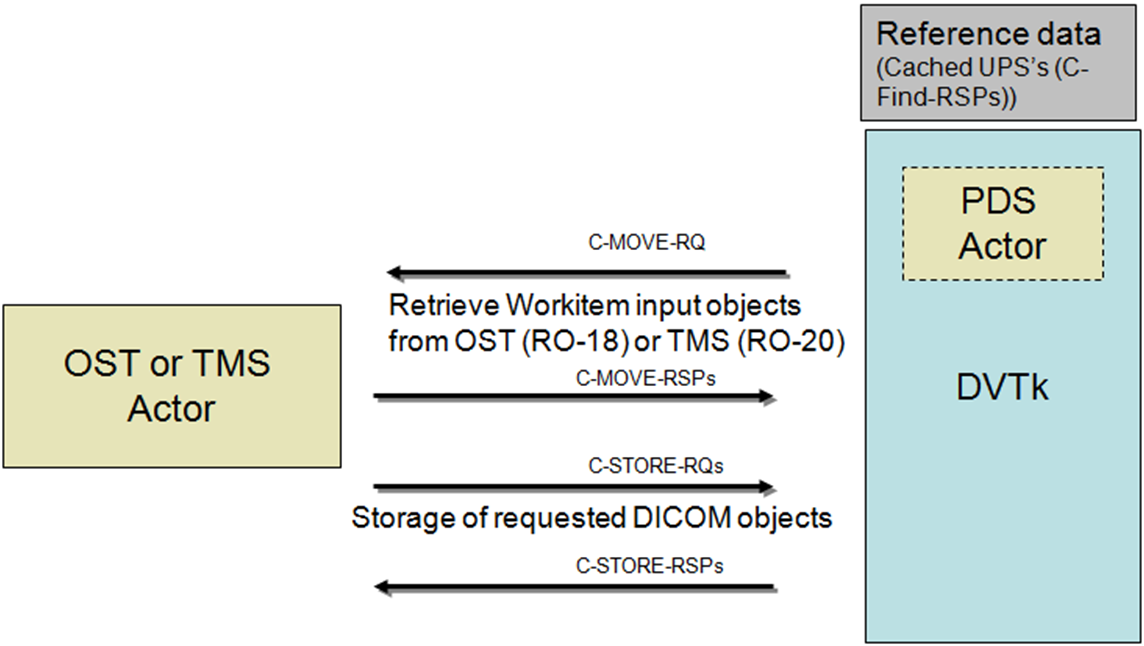 Reference data
(Cached UPS's (C-
Find-RSPs))
PDS
Actor
C-MOVE-RQ
Retrieve Workitem input objects
from OST (RO-18) or TMS (RO-20)
OST or TMS
Actor
C-MOVE-RSPs
DVTk
C-STORE-RQs
Storage of requested DICOM objects
C-STORE-RSPs